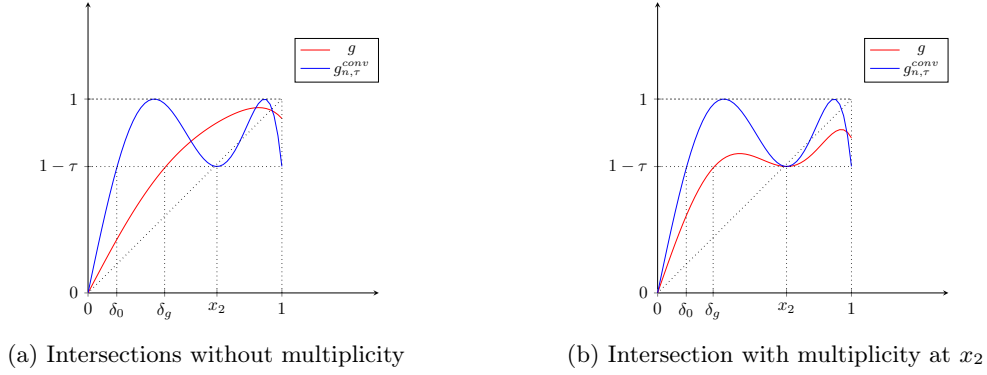 g
g_{n,τ}^{conv}
1
1 − τ
0
0
δ_0
δ_g
x_2
1
(a) Intersections without multiplicity
g
g_{n,τ}^{conv}
1
1 − τ
0
0
δ_0
δ_g
x_2
1
(b) Intersection with multiplicity at x_2